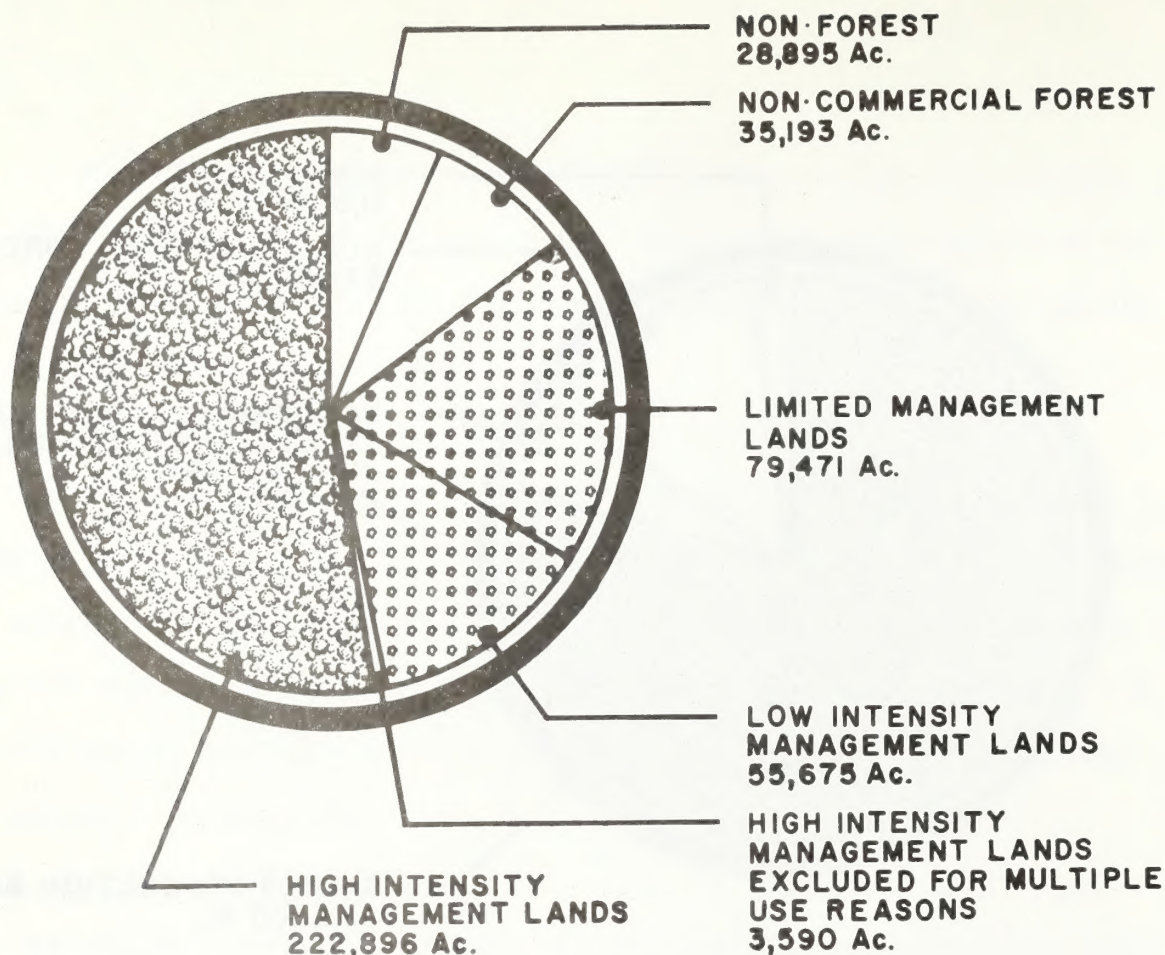 NON·FOREST
28,895 Ac.
NON·COMMERCIAL FOREST
35,193 Ac.
LIMITED MANAGEMENT
LANDS
79,471 Ac.
LOW INTENSITY
MANAGEMENT LANDS
55,675 Ac.
HIGH INTENSITY
MANAGEMENT LANDS
EXCLUDED FOR MULTIPLE
USE REASONS
3,590 Ac.
HIGH INTENSITY
MANAGEMENT LANDS
222,896 Ac.